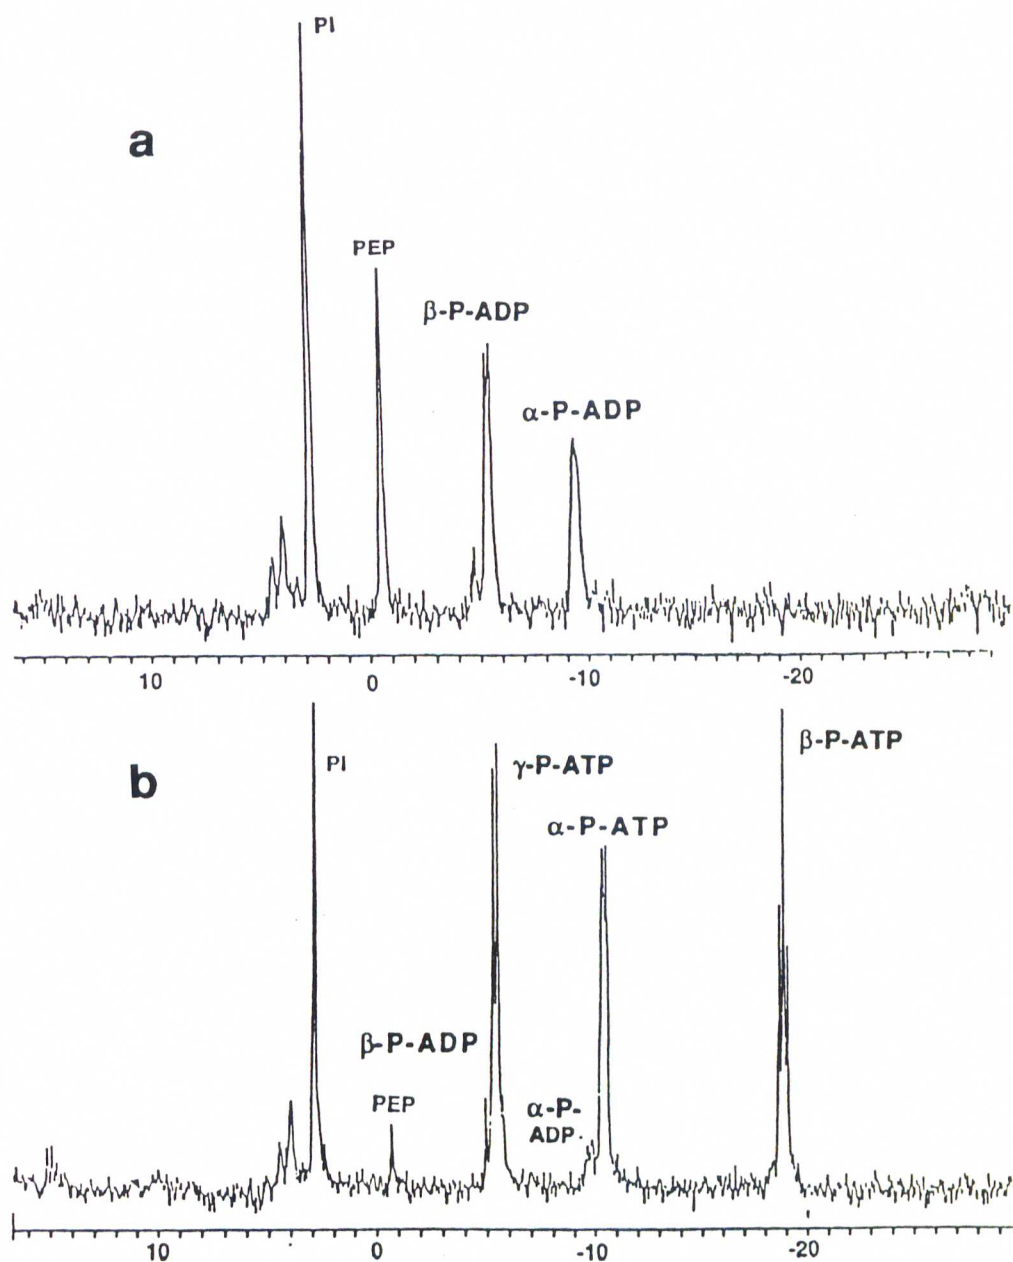 PI
a
PEP
β-P-ADP
α-P-ADP
10 0 -10 -20
b
PI
γ-P-ATP
β-P-ATP
α-P-ATP
β-P-ADP
PEP
α-P-
ADP
10 0 -10 -20